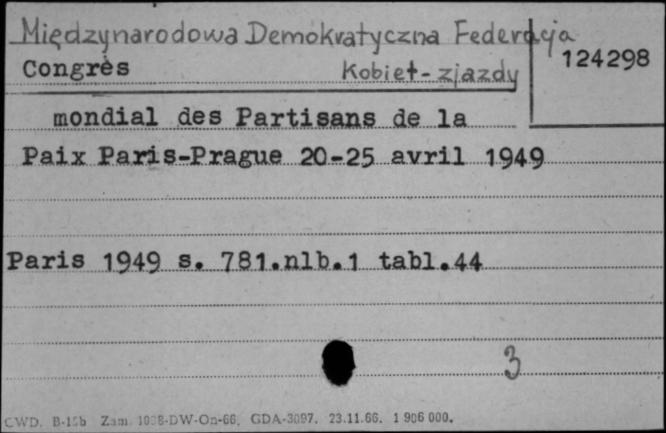 Międzynarodowa Demokratyczna Federacja
124298
Congrès Kobiet-zjazdy
mondial des Partisans de la
Paix Paris-Prague 20-25 avril 1949
Paris 1949 s. 781.nlb.1 tabl.44
3
CWD. B-15b Zam. 1038-DW-On-66, GDA-3097. 23.11.66. 1 906 000.